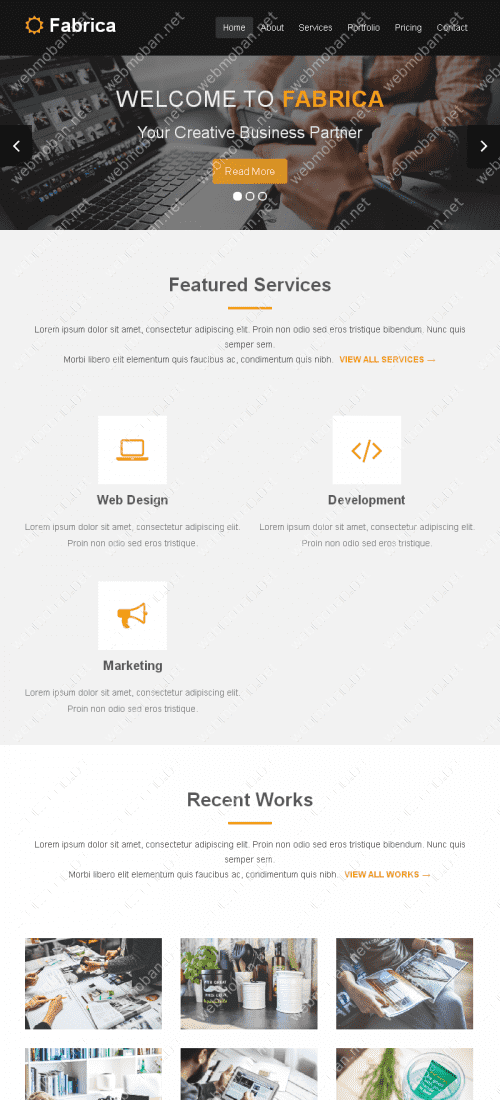 Fabrica
Home About Services Portfolio Pricing Contact
WELCOME TO FABRICA
Your Creative Business Partner
Read More
Featured Services
Lorem ipsum dolor sit amet, consectetur adipiscing elit. Proin non odio sed eros tristique bibendum. Nunc quis
semper sem.
Morbi libero elit elementum quis faucibus ac, condimentum quis nibh. VIEW ALL SERVICES →
Web Design
Development
Lorem ipsum dolor sit amet, consectetur adipiscing elit.
Proin non odio sed eros tristique.
Lorem ipsum dolor sit amet, consectetur adipiscing elit.
Proin non odio sed eros tristique.
Marketing
Lorem ipsum dolor sit amet, consectetur adipiscing elit.
Proin non odio sed eros tristique.
Recent Works
Lorem ipsum dolor sit amet, consectetur adipiscing elit. Proin non odio sed eros tristique bibendum. Nunc quis
semper sem.
Morbi libero elit elementum quis faucibus ac, condimentum quis nibh. VIEW ALL WORKS →
webmoban.net